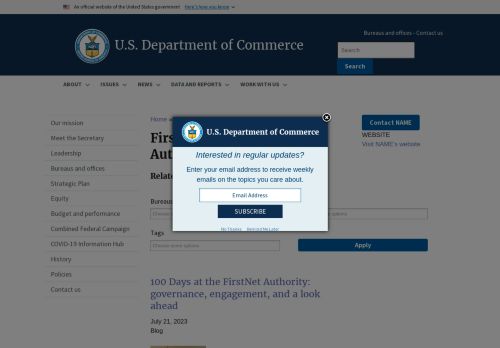 An official website of the United States government Here's how you know
Bureaus and offices - Contact us
U.S. Department of Commerce
Search
Search
ABOUT ISSUES NEWS DATA AND REPORTS WORK WITH US
Our mission
Meet the Secretary
Leadership
Bureaus and offices
Strategic Plan
Equity
Budget and performance
Combined Federal Campaign
COVID-19 Information Hub
History
Policies
Contact us
Home »
Contact NAME
WEBSITE
Visit NAME's website
U.S. Department of Commerce
Interested in regular updates?
Enter your email address to receive weekly
emails on the topics you care about.
Email Address
SUBSCRIBE
No Thanks Remind Me Later
Tags
Choose some options
Apply
100 Days at the FirstNet Authority:
governance, engagement, and a look
ahead
July 21, 2023
Blog